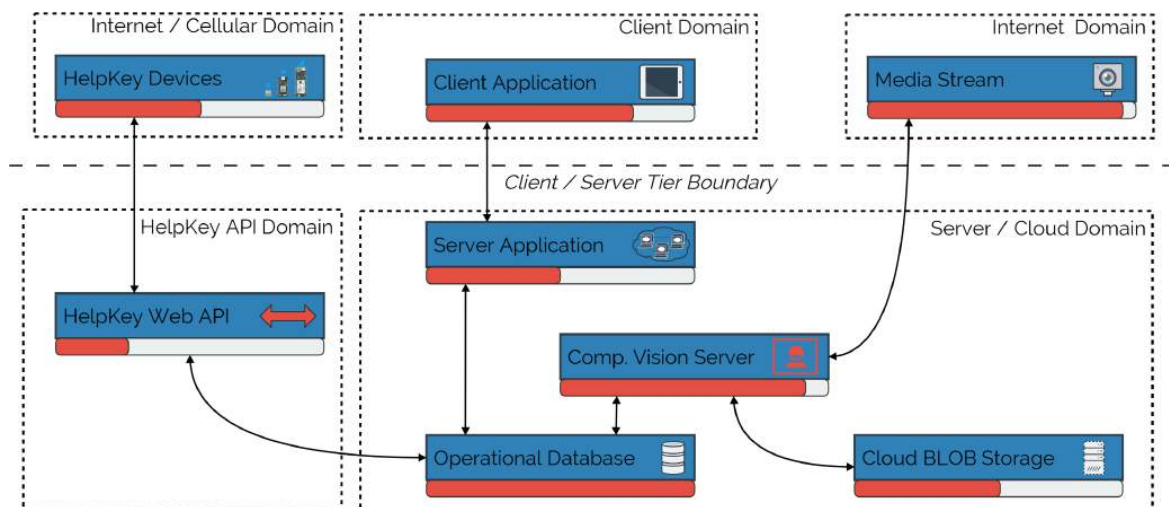 Internet / Cellular Domain
Client Domain
Internet Domain
HelpKey Devices
Client Application
Media Stream
Client / Server Tier Boundary
HelpKey API Domain
Server / Cloud Domain
Server Application
HelpKey Web API
Comp. Vision Server
Operational Database
Cloud BLOB Storage